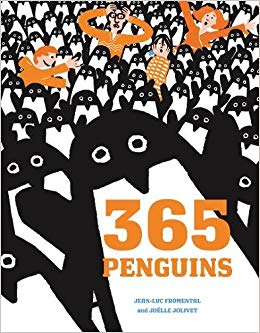 365
PENGUINS
JEAN-LUC FROMENTAL
and JOËLLE JOLIVET